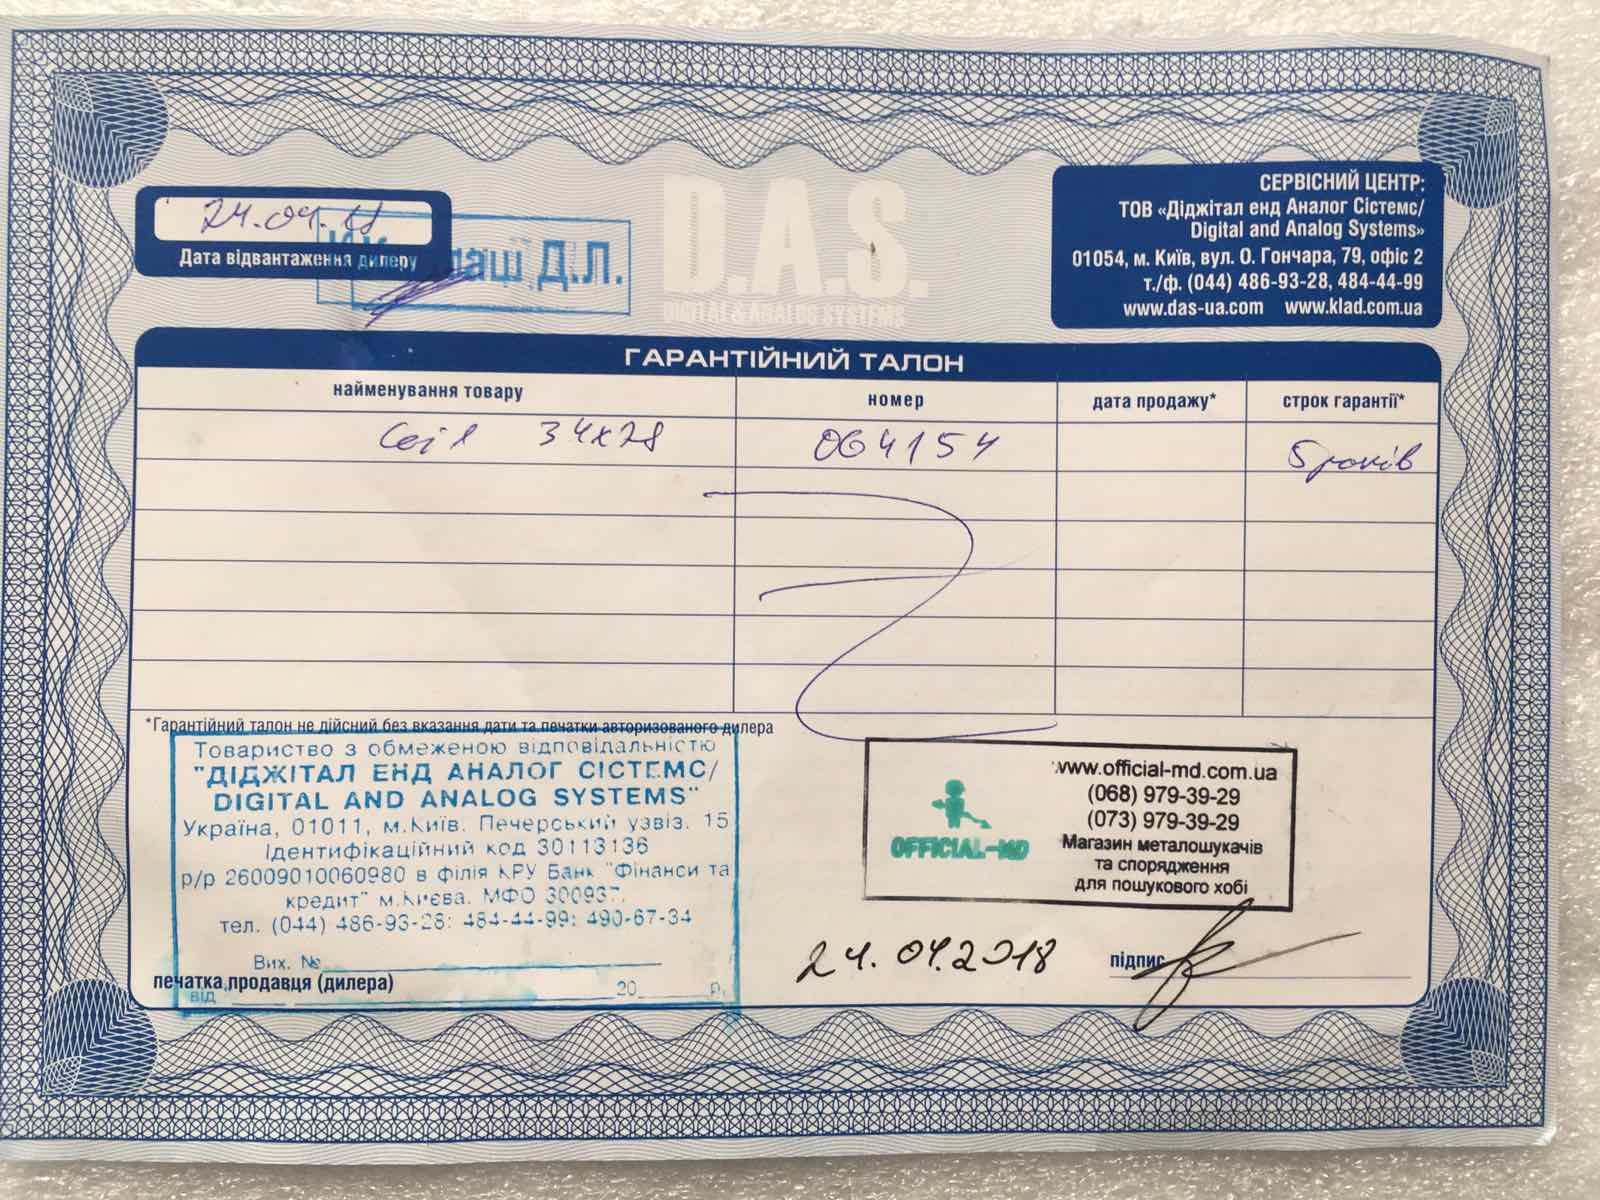 24.04.18
Дата відвантаження дилеру
Д.Л.
D.A.S.
DIGITAL & ANALOG SYSTEMS
СЕРВІСНИЙ ЦЕНТР:
ТОВ «Діджітал енд Аналог Сістемс/
Digital and Analog Systems»
01054, м. Київ, вул. О. Гончара, 79, офіс 2
т./ф. (044) 486-93-28, 484-44-99
www.das-ua.com www.klad.com.ua
ГАРАНТІЙНИЙ ТАЛОН
найменування товару номер дата продажу* строк гарантії*
Coil 34x28 064154 5 років
*Гарантійний талон не дійсний без вказання дати та печатки авторизованого дилера
Товариство з обмеженою відповідальністю
"ДІДЖІТАЛ ЕНД АНАЛОГ СІСТЕМС/
DIGITAL AND ANALOG SYSTEMS"
Україна, 01011, м.Київ. Печерський узвіз. 15
Ідентифікаційний код 30113136
р/р 26009010060980 в філія КРУ Банк "Фінанси та
кредит" м.Києва. МФО 300937.
тел. (044) 486-93-28: 484-44-99: 490-67-34
Вих. №
печатка продавця (дилера)
від 20 р.
www.official-md.com.ua
(068) 979-39-29
(073) 979-39-29
OFFICIAL-MD
Магазин металошукачів
та спорядження
для пошукового хобі
24.04.2018
підпис